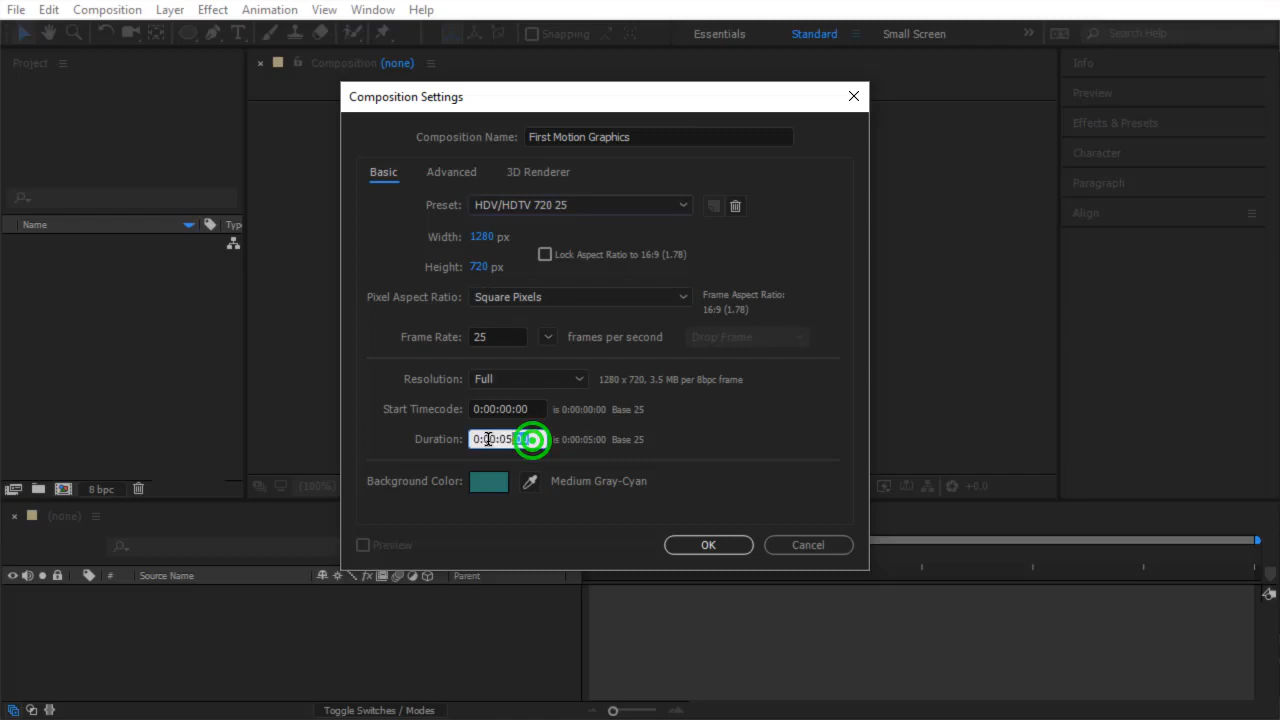 File Edit Composition Layer Effect Animation View Window Help
Snapping Essentials Standard Small Screen Search Help
Project Composition (none) Info
Composition Settings
Preview
Effects & Presets
Composition Name: First Motion Graphics
Character
Basic Advanced 3D Renderer
Paragraph
Preset: HDV/HDTV 720 25
Align
Name Typ
Width: 1280 px
Lock Aspect Ratio to 16:9 (1.78)
Height: 720 px
Pixel Aspect Ratio: Square Pixels
Frame Aspect Ratio:
16:9 (1.78)
Frame Rate: 25 frames per second Drop Frame
Resolution: Full 1280 x 720, 3.5 MB per 8bpc frame
Start Timecode: 0:00:00:00 is 0:00:00:00 Base 25
Duration: is 0:00:05:00 Base 25
Background Color: Medium Gray-Cyan
8 bpc (100%) +0.0
(none)
Preview OK Cancel
# Source Name Parent
Toggle Switches / Modes